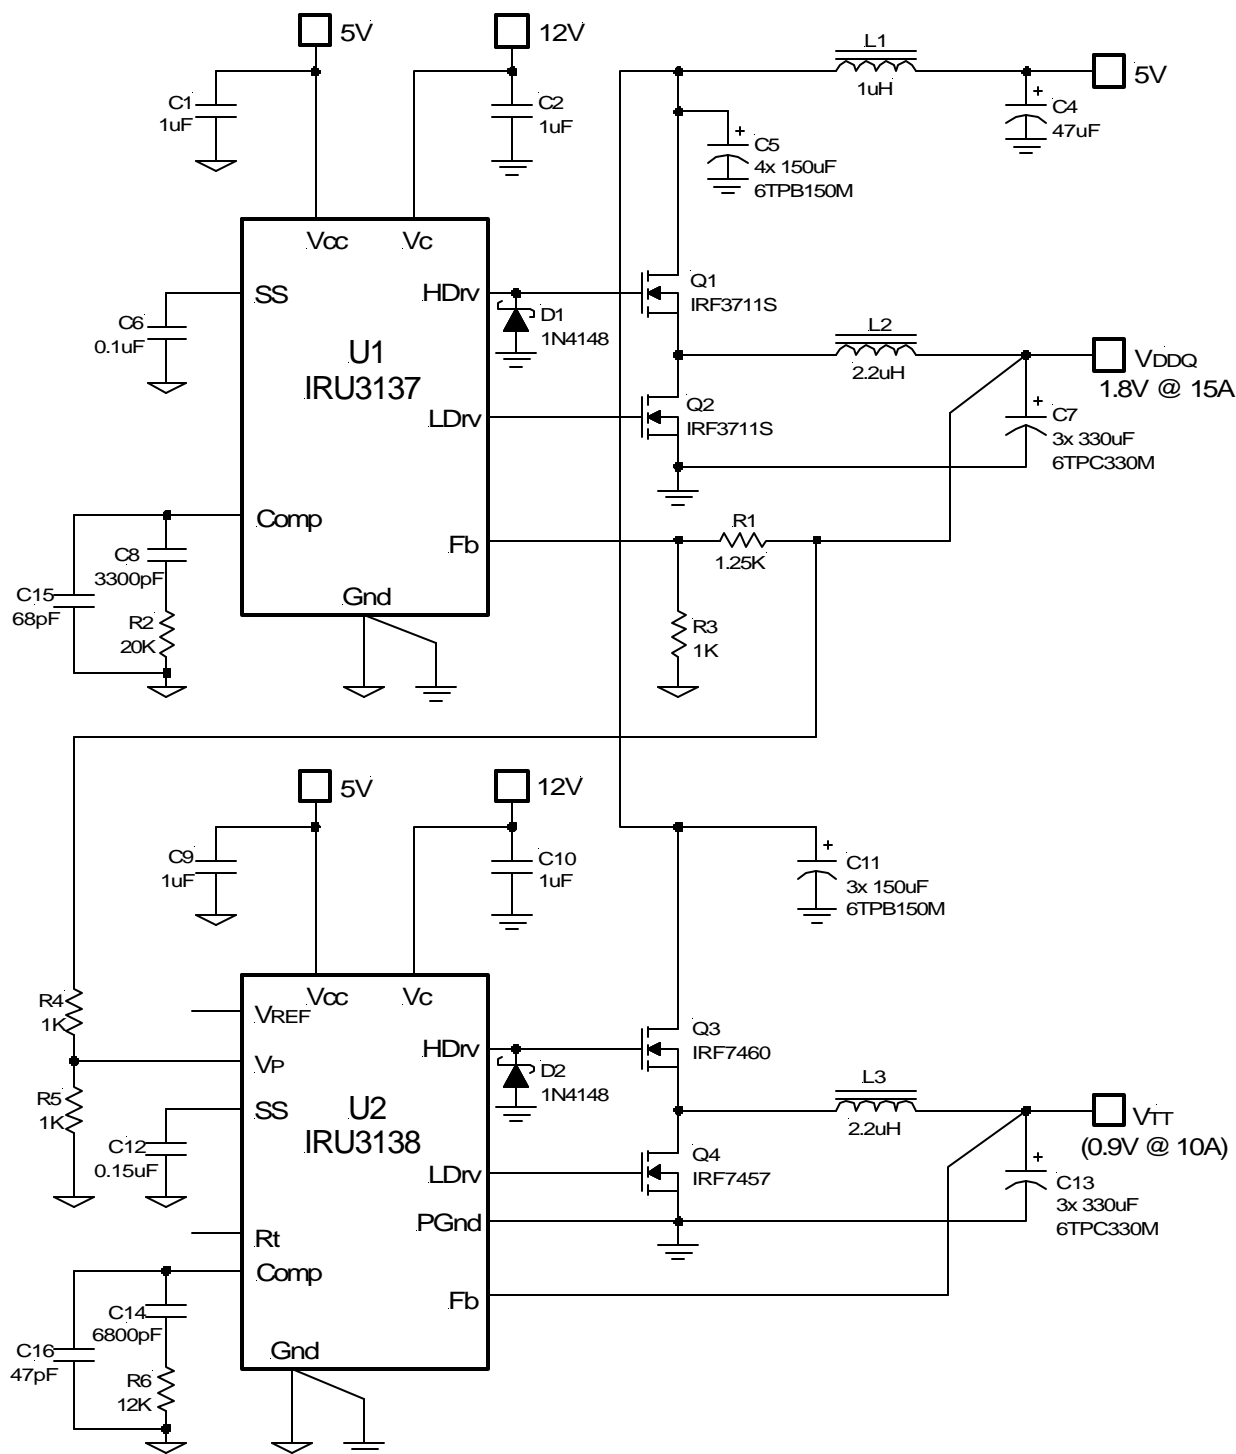 5V
12V
C1
1uF
C2
1uF
L1
1uH
5V
+
C4
47uF
+
C5
4x 150uF
6TPB150M
Vcc
Vc
SS
HDrv
C6
0.1uF
U1
IRU3137
D1
1N4148
Q1
IRF3711S
L2
2.2uH
VDDQ
1.8V @ 15A
LDrv
Q2
IRF3711S
+
C7
3x 330uF
6TPC330M
Comp
Fb
Gnd
C8
3300pF
C15
68pF
R2
20K
R1
1.25K
R3
1K
5V
12V
C9
1uF
C10
1uF
+
C11
3x 150uF
6TPB150M
Vcc
Vc
R4
1K
VREF
VP
HDrv
R5
1K
SS
C12
0.15uF
U2
IRU3138
D2
1N4148
Q3
IRF7460
L3
2.2uH
VTT
(0.9V @ 10A)
LDrv
Q4
IRF7457
+
C13
3x 330uF
6TPC330M
PGnd
Rt
Comp
Fb
Gnd
C14
6800pF
C16
47pF
R6
12K